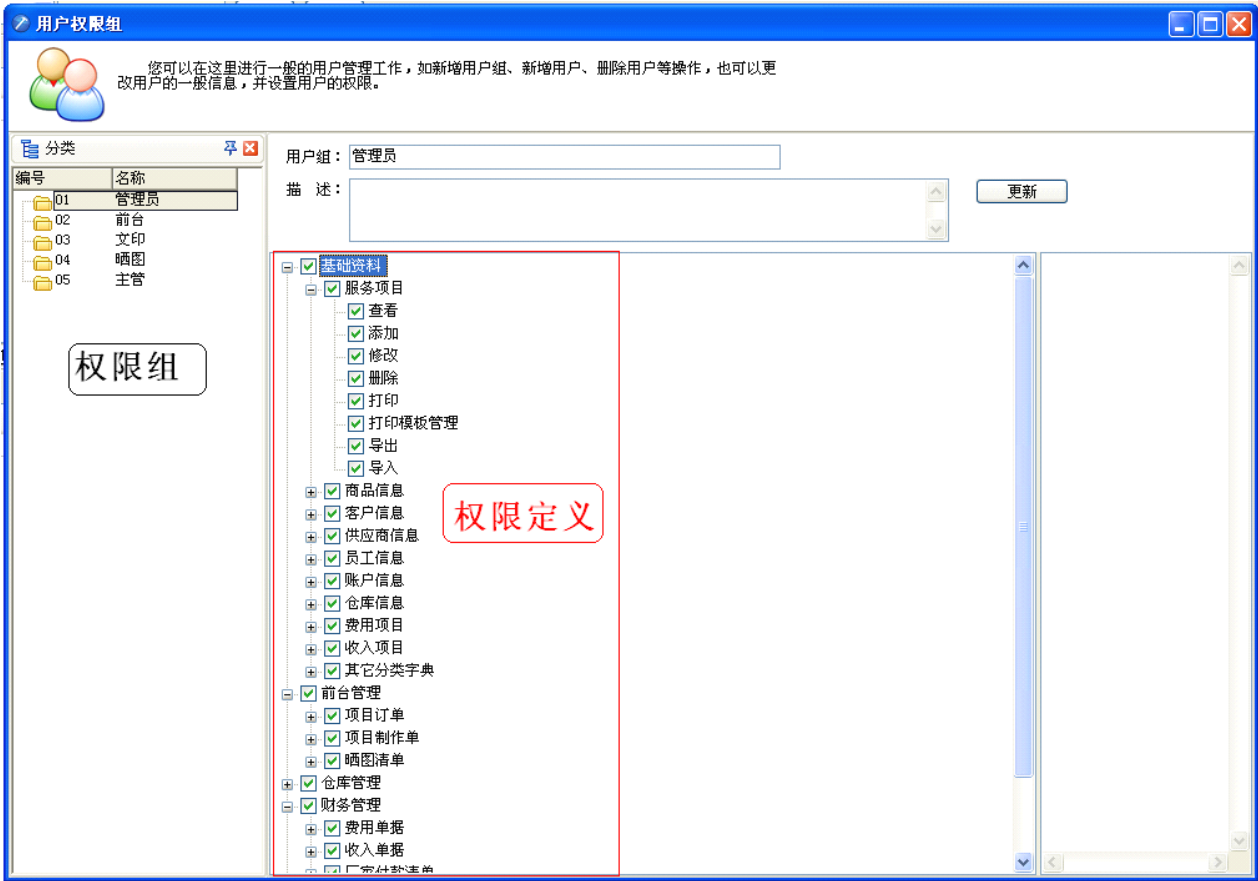 用户权限组
您可以在这里进行一般的用户管理工作，如新增用户组、新增用户、删除用户等操作，也可以更
改用户的一般信息，并设置用户的权限。
分类
编号 名称
01 管理员
02 前台
03 文印
04 晒图
05 主管
权限组
用户组：管理员
描 述：
更新
基础资料
服务项目
查看
添加
修改
删除
打印
打印模板管理
导出
导入
商品信息
客户信息
供应商信息
员工信息
账户信息
仓库信息
费用项目
收入项目
其它分类字典
权限定义
前台管理
项目订单
项目制作单
晒图清单
仓库管理
财务管理
费用单据
收入单据